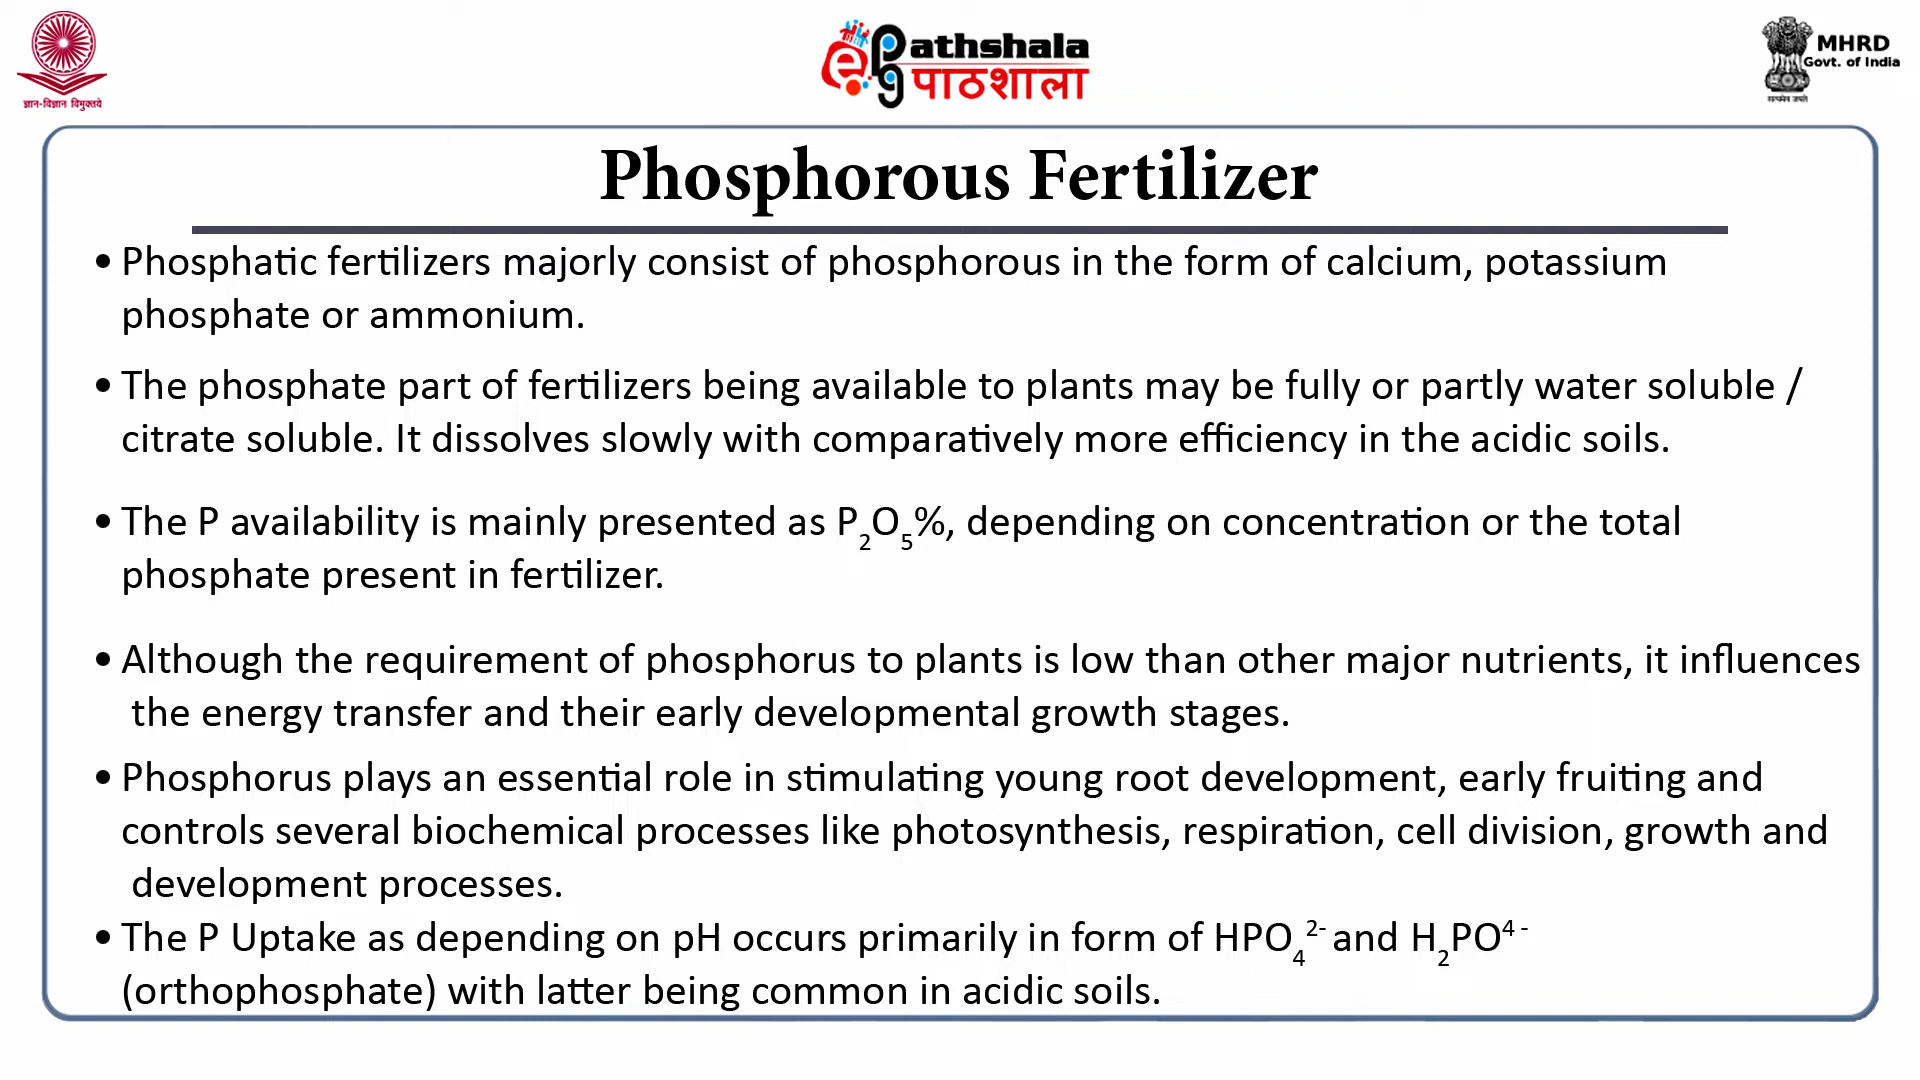 ज्ञान-विज्ञान विमुक्तये
ePathshala
पाठशाला
MHRD
Govt. of India
सत्यमेव जयते
Phosphorous Fertilizer
• Phosphatic fertilizers majorly consist of phosphorous in the form of calcium, potassium
phosphate or ammonium.
• The phosphate part of fertilizers being available to plants may be fully or partly water soluble /
citrate soluble. It dissolves slowly with comparatively more efficiency in the acidic soils.
• The P availability is mainly presented as P₂O₅%, depending on concentration or the total
phosphate present in fertilizer.
• Although the requirement of phosphorus to plants is low than other major nutrients, it influences
the energy transfer and their early developmental growth stages.
• Phosphorus plays an essential role in stimulating young root development, early fruiting and
controls several biochemical processes like photosynthesis, respiration, cell division, growth and
development processes.
• The P Uptake as depending on pH occurs primarily in form of HPO₄²⁻ and H₂PO⁴ ⁻
(orthophosphate) with latter being common in acidic soils.